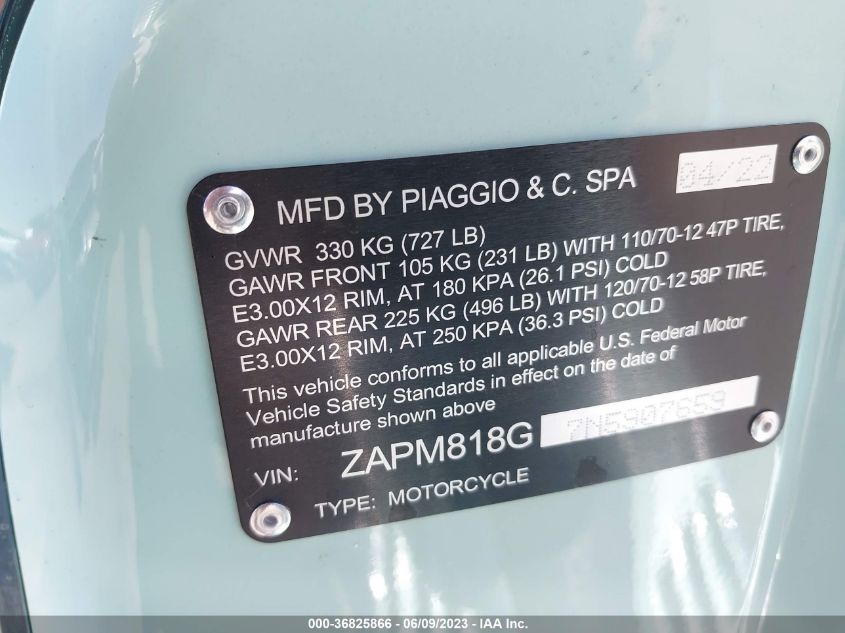 MFD BY PIAGGIO & C. SPA 04/22
GVWR 330 KG (727 LB)
GAWR FRONT 105 KG (231 LB) WITH 110/70-12 47P TIRE,
E3.00X12 RIM, AT 180 KPA (26.1 PSI) COLD
GAWR REAR 225 KG (496 LB) WITH 120/70-12 58P TIRE,
E3.00X12 RIM, AT 250 KPA (36.3 PSI) COLD
This vehicle conforms to all applicable U.S. Federal Motor
Vehicle Safety Standards in effect on the date of
manufacture shown above
VIN: ZAPM818G 7N5907659
TYPE: MOTORCYCLE
000-36825866 - 06/09/2023 - IAA Inc.